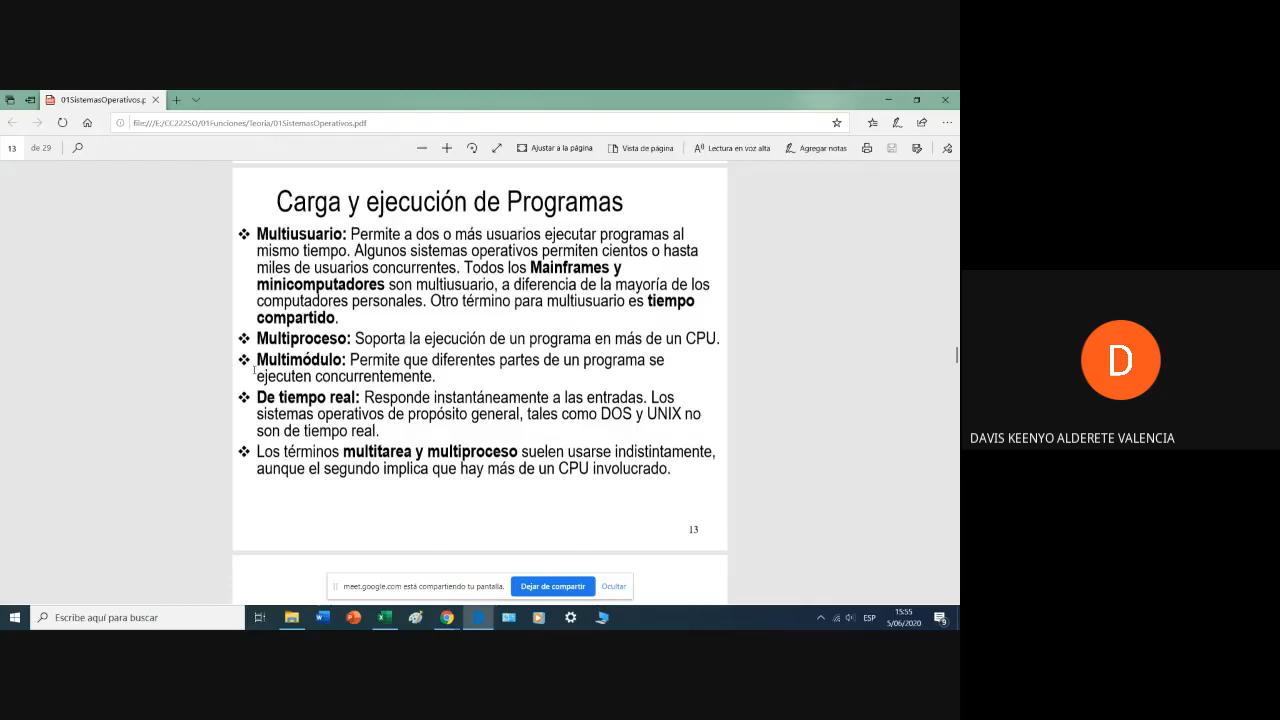 01SistemasOperativos.p
file:///E:/CC222SO/01Funciones/Teoria/01SistemasOperativos.pdf
13 de 29
Ajustar a la página
Vista de página
Lectura en voz alta
Agregar notas
Carga y ejecución de Programas
❖ Multiusuario: Permite a dos o más usuarios ejecutar programas al
mismo tiempo. Algunos sistemas operativos permiten cientos o hasta
miles de usuarios concurrentes. Todos los Mainframes y
minicomputadores son multiusuario, a diferencia de la mayoría de los
computadores personales. Otro término para multiusuario es tiempo
compartido.
❖ Multiproceso: Soporta la ejecución de un programa en más de un CPU.
❖ Multimódulo: Permite que diferentes partes de un programa se
ejecuten concurrentemente.
❖ De tiempo real: Responde instantáneamente a las entradas. Los
sistemas operativos de propósito general, tales como DOS y UNIX no
son de tiempo real.
❖ Los términos multitarea y multiproceso suelen usarse indistintamente,
aunque el segundo implica que hay más de un CPU involucrado.
13
meet.google.com está compartiendo tu pantalla.
Dejar de compartir
Ocultar
Escribe aquí para buscar
ESP
15:55
5/06/2020
9
D
DAVIS KEENYO ALDERETE VALENCIA